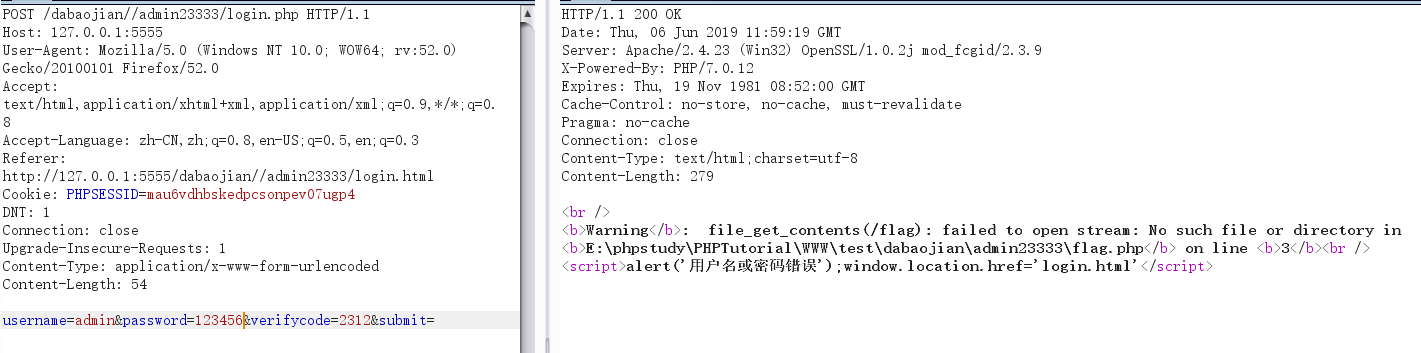 POST /dabaojian//admin23333/login.php HTTP/1.1
Host: 127.0.0.1:5555
User-Agent: Mozilla/5.0 (Windows NT 10.0; WOW64; rv:52.0)
Gecko/20100101 Firefox/52.0
Accept:
text/html,application/xhtml+xml,application/xml;q=0.9,*/*;q=0.
8
Accept-Language: zh-CN,zh;q=0.8,en-US;q=0.5,en;q=0.3
Referer:
http://127.0.0.1:5555/dabaojian//admin23333/login.html
Cookie: PHPSESSID=mau6vdhbskedpcsonpev07ugp4
DNT: 1
Connection: close
Upgrade-Insecure-Requests: 1
Content-Type: application/x-www-form-urlencoded
Content-Length: 54
username=admin&password=123456&verifycode=2312&submit=
HTTP/1.1 200 OK
Date: Thu, 06 Jun 2019 11:59:19 GMT
Server: Apache/2.4.23 (Win32) OpenSSL/1.0.2j mod_fcgid/2.3.9
X-Powered-By: PHP/7.0.12
Expires: Thu, 19 Nov 1981 08:52:00 GMT
Cache-Control: no-store, no-cache, must-revalidate
Pragma: no-cache
Connection: close
Content-Type: text/html;charset=utf-8
Content-Length: 279
<br />
<b>Warning</b>:  file_get_contents(/flag): failed to open stream: No such file or directory in
<b>E:\phpstudy\PHPTutorial\WWW\test\dabaojian\admin23333\flag.php</b> on line <b>3</b><br />
<script>alert('用户名或密码错误');window.location.href='login.html'</script>